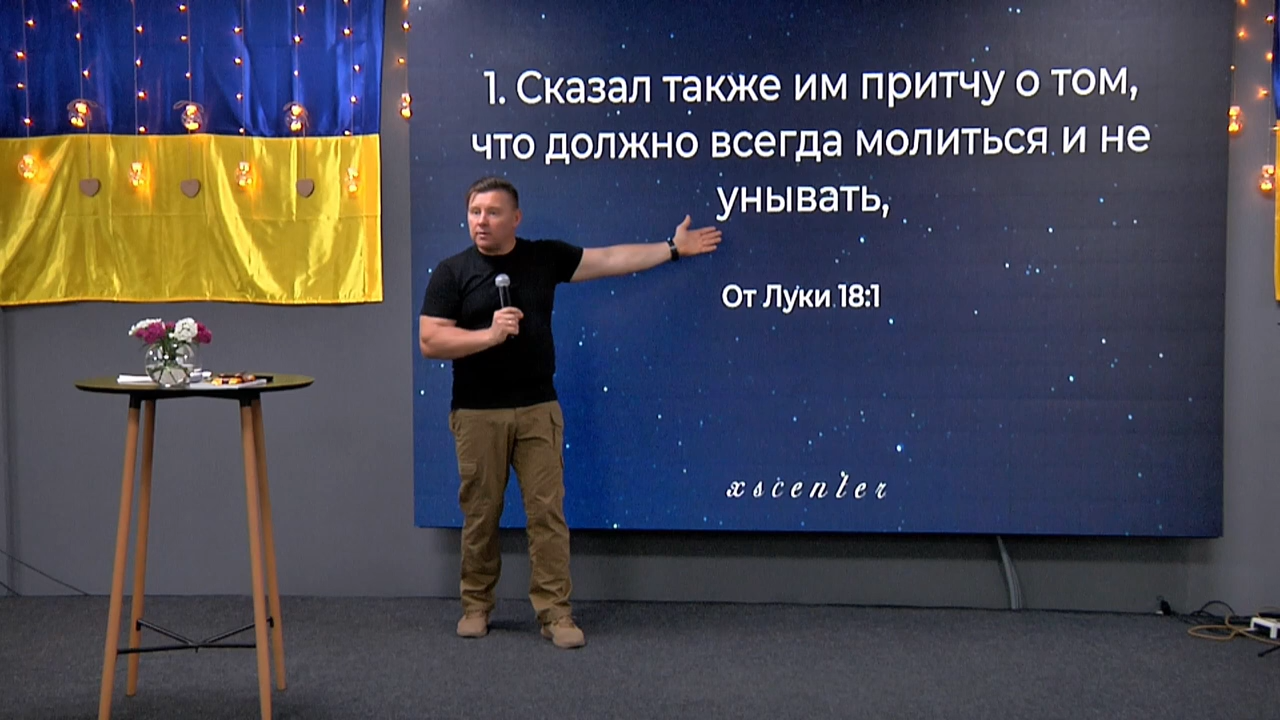 1. Сказал также им притчу о том,
что должно всегда молиться и не
унывать,
От Луки 18:1
xscenter